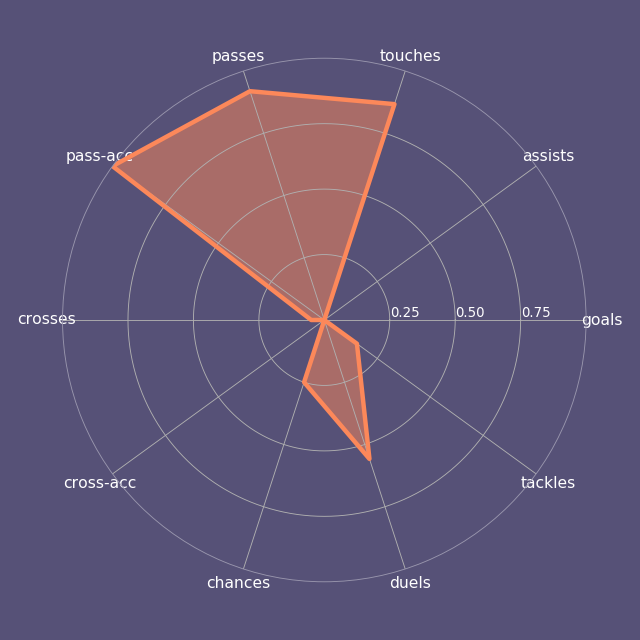 passes touches
pass-acc assists
crosses 0.25 0.50 0.75 goals
cross-acc tackles
chances duels